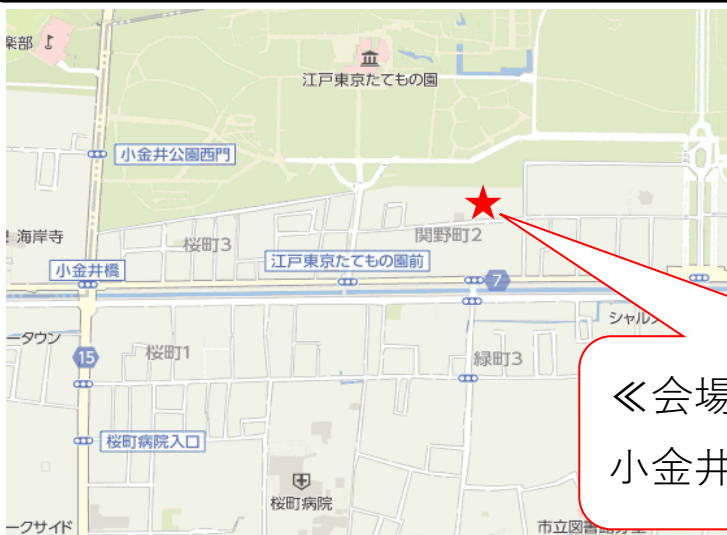 楽部
江戸東京たてもの園
小金井公園西門
海岸寺
桜町3
関野町2
江戸東京たてもの園前
小金井橋
7
シャルメ
ータウン
15
桜町1
緑町3
≪会場
小金井
桜町病院入口
桜町病院
ークサイド
市立図書館